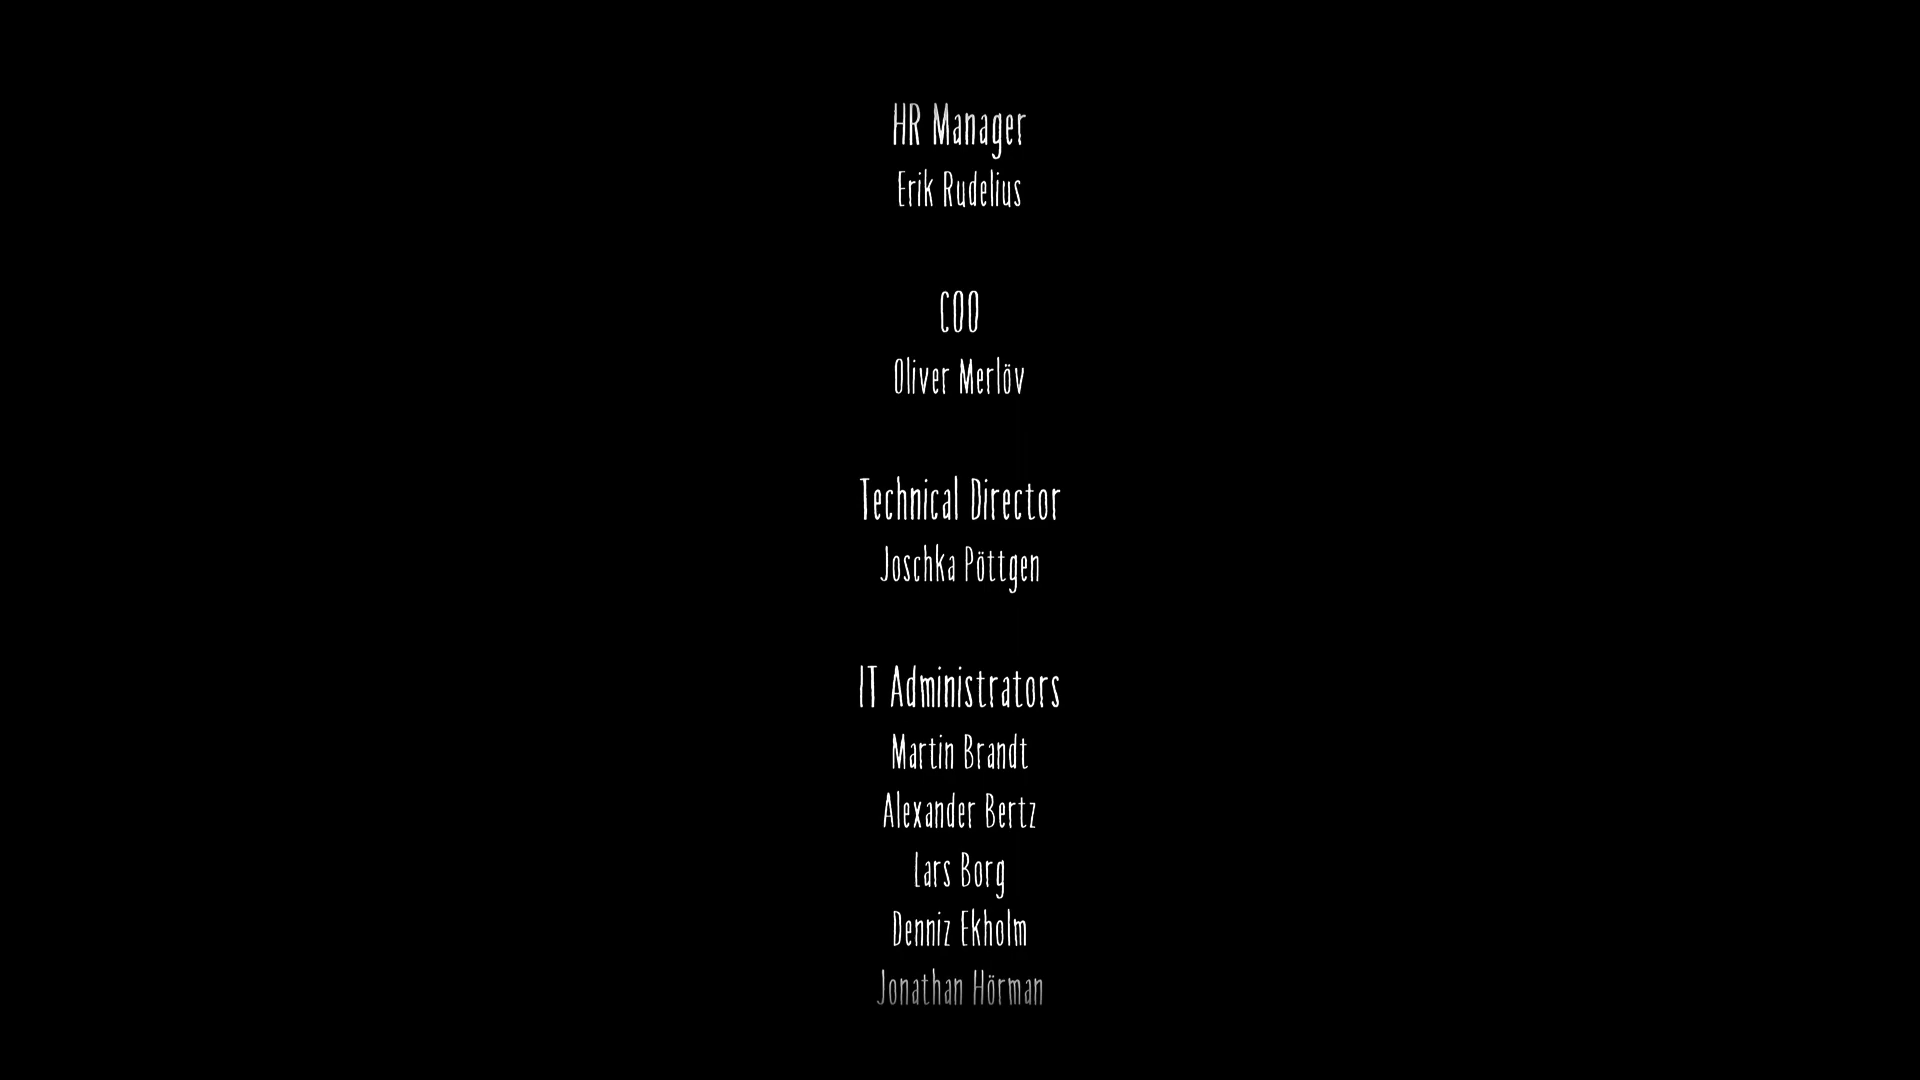 HR Manager
Erik Rudelius
COO
Oliver Merlöv
Technical Director
Joschka Pöttgen
IT Administrators
Martin Brandt
Alexander Bertz
Lars Borg
Denniz Ekholm
Jonathan Hörman